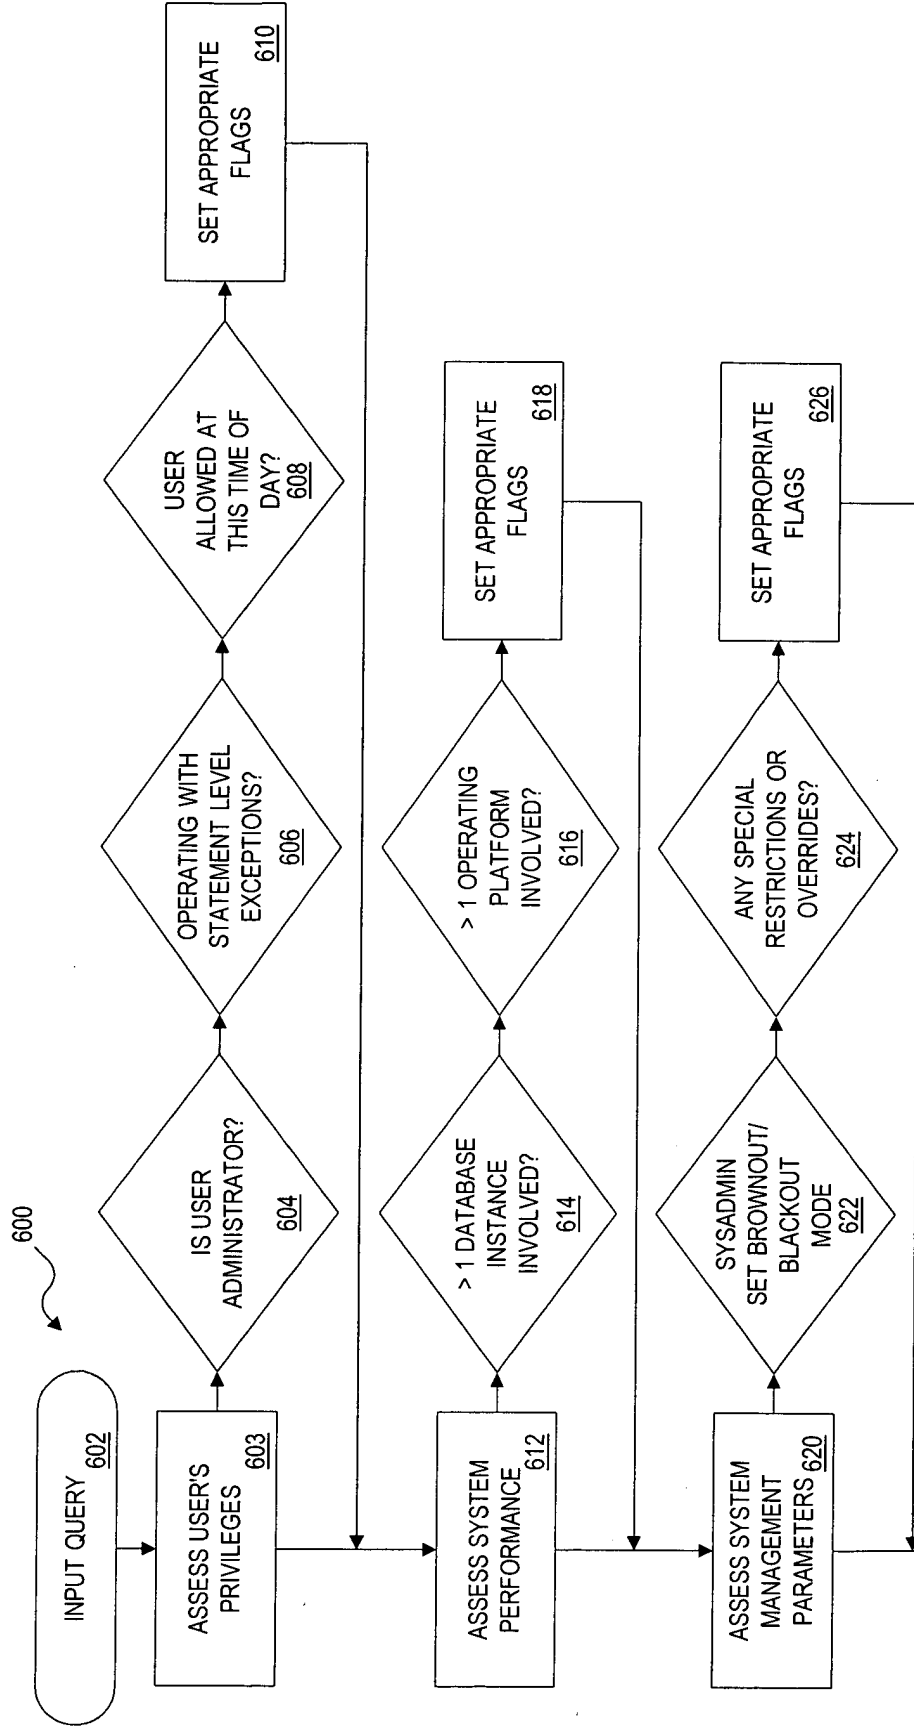 600
INPUT QUERY
602
ASSESS USER'S
PRIVILEGES
603
IS USER
ADMINISTRATOR?
604
OPERATING WITH
STATEMENT LEVEL
EXCEPTIONS?
606
USER
ALLOWED AT
THIS TIME OF
DAY?
608
SET APPROPRIATE
FLAGS
610
ASSESS SYSTEM
PERFORMANCE
612
> 1 DATABASE
INSTANCE
INVOLVED?
614
> 1 OPERATING
PLATFORM
INVOLVED?
616
SET APPROPRIATE
FLAGS
618
ASSESS SYSTEM
MANAGEMENT
PARAMETERS
620
SYSADMIN
SET BROWNOUT/
BLACKOUT
MODE
622
ANY SPECIAL
RESTRICTIONS OR
OVERRIDES?
624
SET APPROPRIATE
FLAGS
626